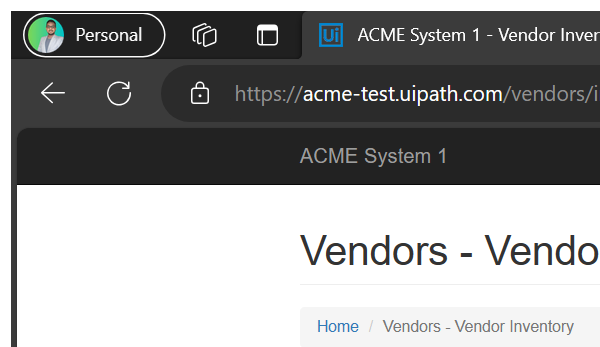 Personal
Ui ACME System 1 - Vendor Inver
https://acme-test.uipath.com/vendors/i
ACME System 1
Vendors - Vendo
Home / Vendors - Vendor Inventory